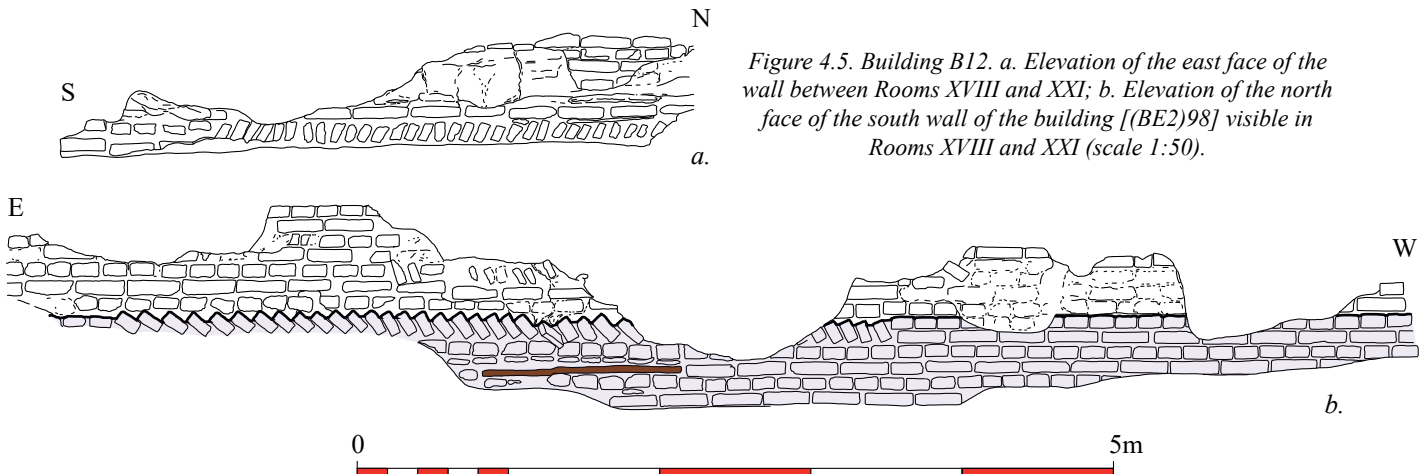 N
S
Figure 4.5. Building B12. a. Elevation of the east face of the
wall between Rooms XVIII and XXI; b. Elevation of the north
face of the south wall of the building [(BE2)98] visible in
Rooms XVIII and XXI (scale 1:50).
a.
E
W
b.
0
5m